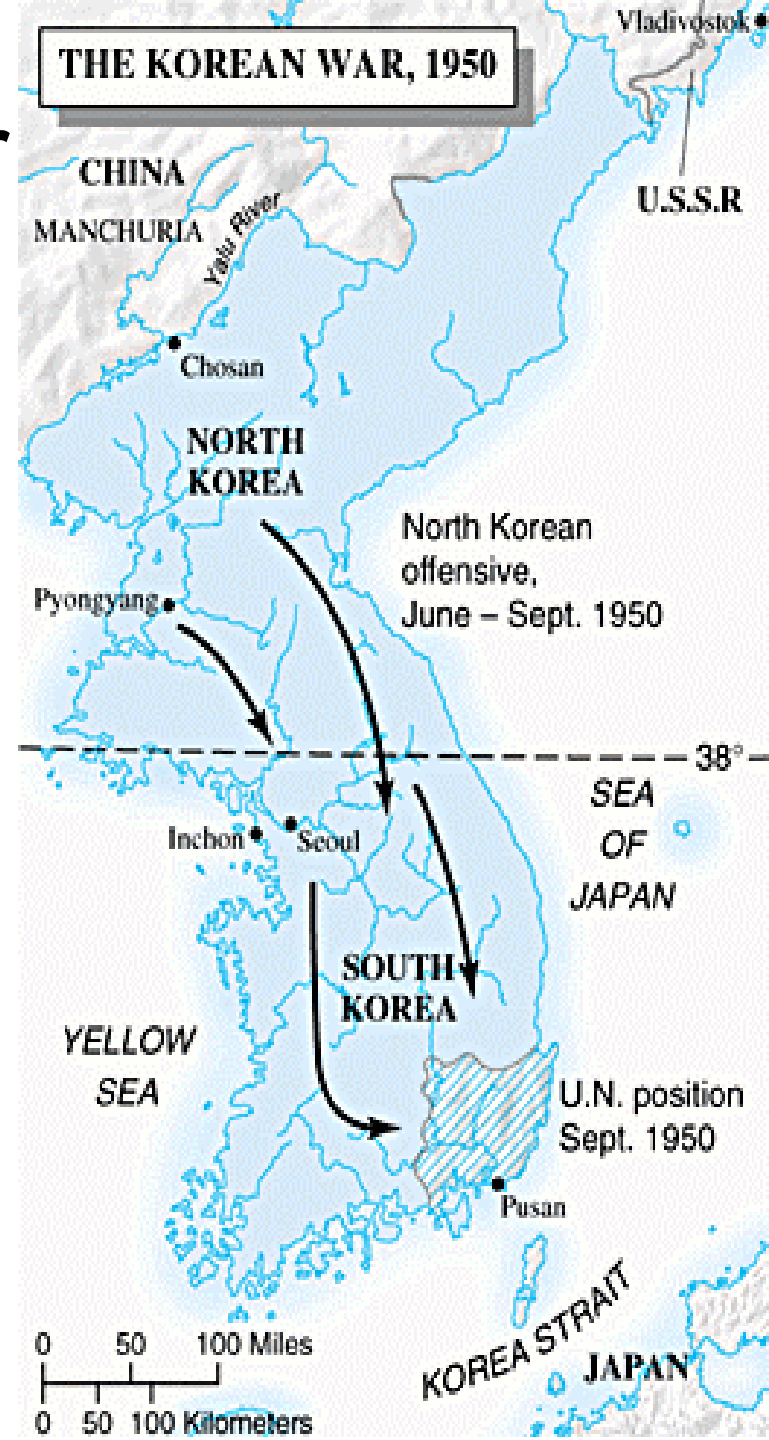 Vladivostok
THE KOREAN WAR, 1950
CHINA
MANCHURIA
Yalu River
U.S.S.R
Chosan
NORTH
KOREA
North Korean
offensive,
June – Sept. 1950
Pyongyang
38°
SEA
OF
JAPAN
Inchon
Seoul
SOUTH
KOREA
YELLOW
SEA
U.N. position
Sept. 1950
Pusan
KOREA STRAIT
JAPAN
0 50 100 Miles
0 50 100 Kilometers